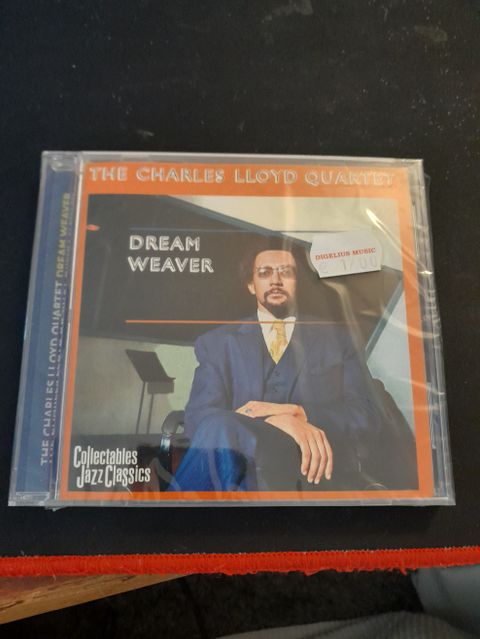 THE CHARLES LLOYD QUARTET
DREAM
WEAVER
DIGELIUS MUSIC
Collectables
Jazz Classics
THE CHARLES LLOYD QUARTET DREAM WEAVER